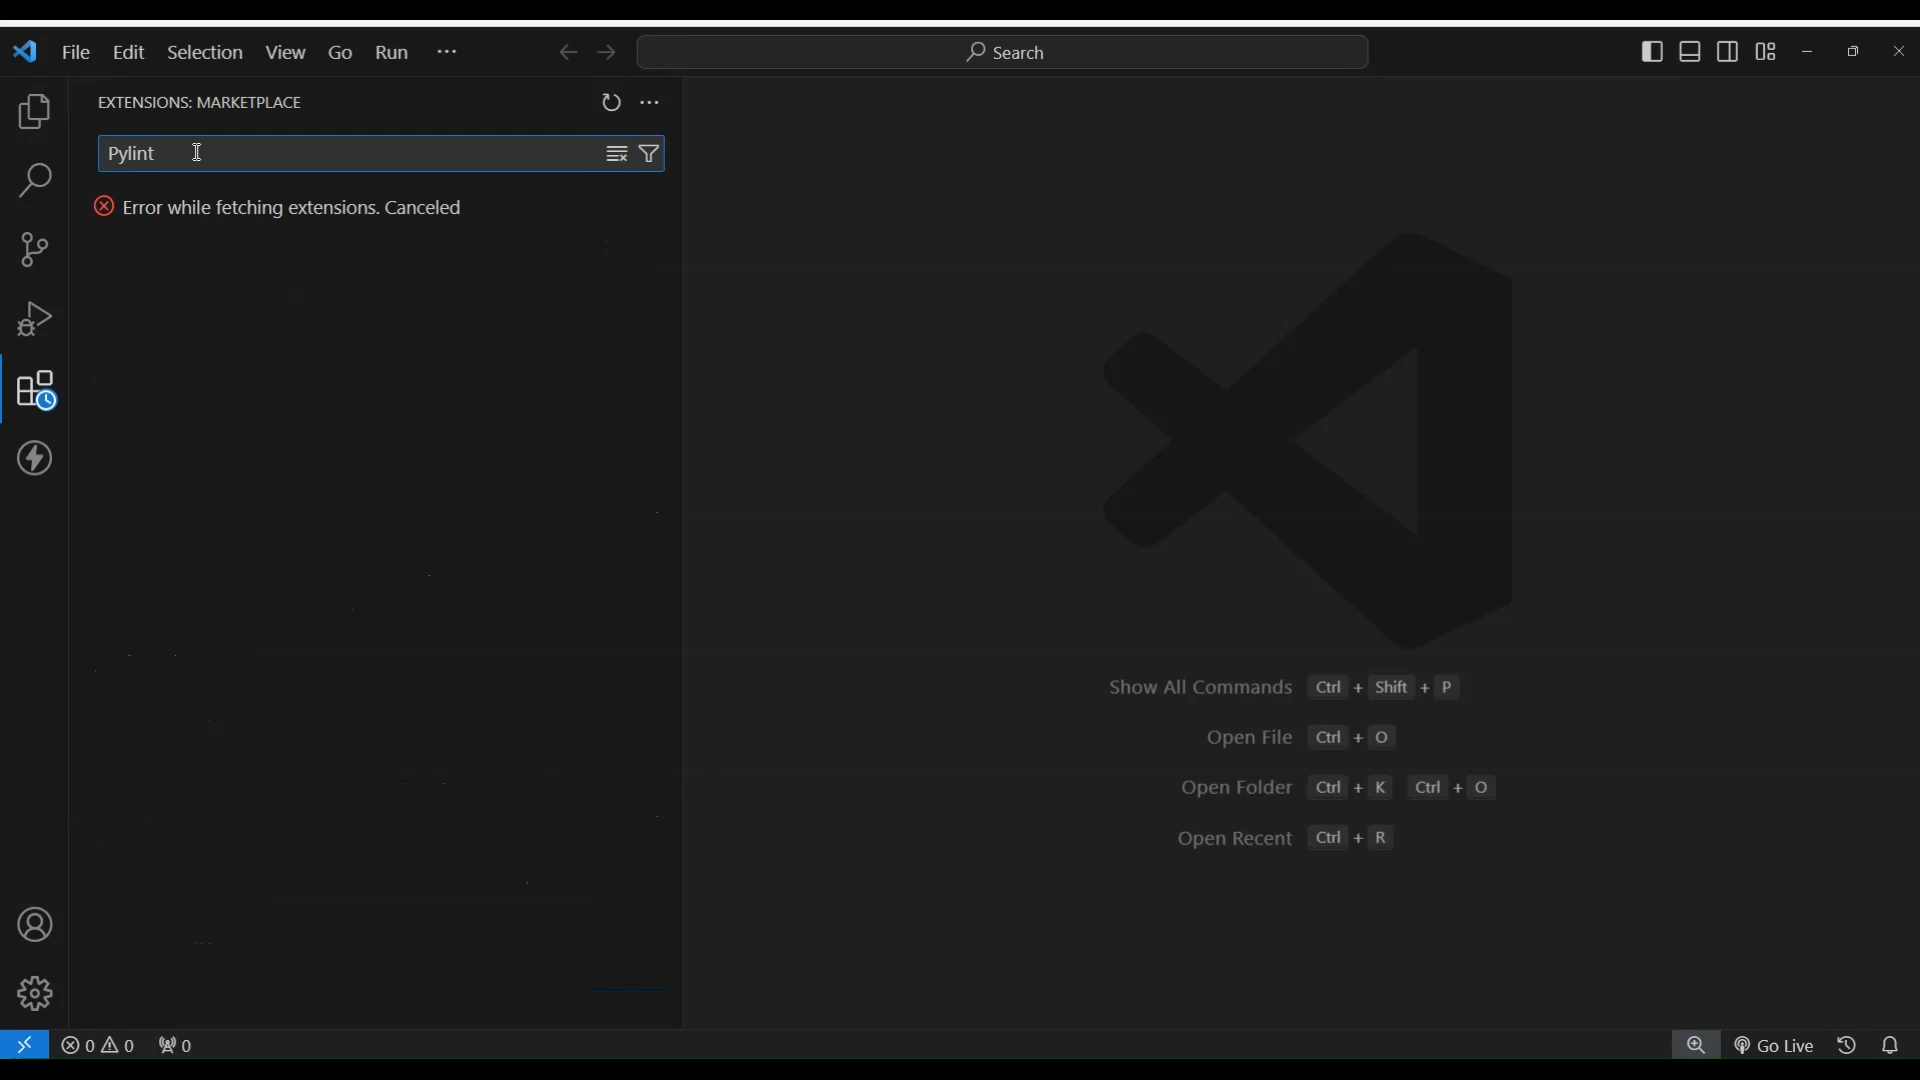 File Edit Selection View Go Run ···
Search
EXTENSIONS: MARKETPLACE
Pylint
Error while fetching extensions. Canceled
Show All Commands Ctrl + Shift + P
Open File Ctrl + O
Open Folder Ctrl + K Ctrl + O
Open Recent Ctrl + R
0 0 0 Go Live